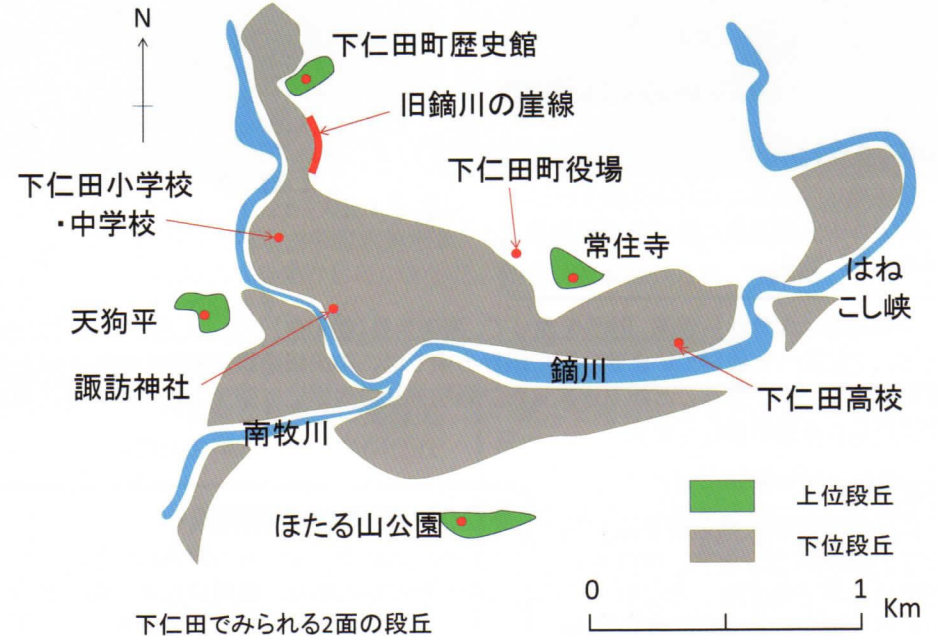 N
下仁田町歴史館
旧鏑川の崖線
下仁田町役場
下仁田小学校
・中学校
常住寺
はね
こし峡
天狗平
諏訪神社
鏑川
下仁田高校
南牧川
上位段丘
ほたる山公園
下位段丘
0
1
Km
下仁田でみられる2面の段丘